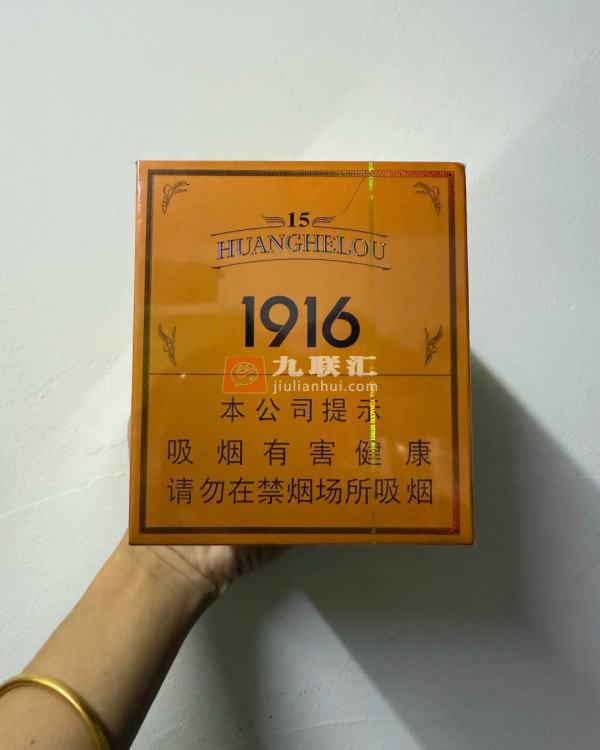 15
HUANGHELOU
1916
九联汇
jiulianhui.com
本公司提示
吸烟有害健康
请勿在禁烟场所吸烟